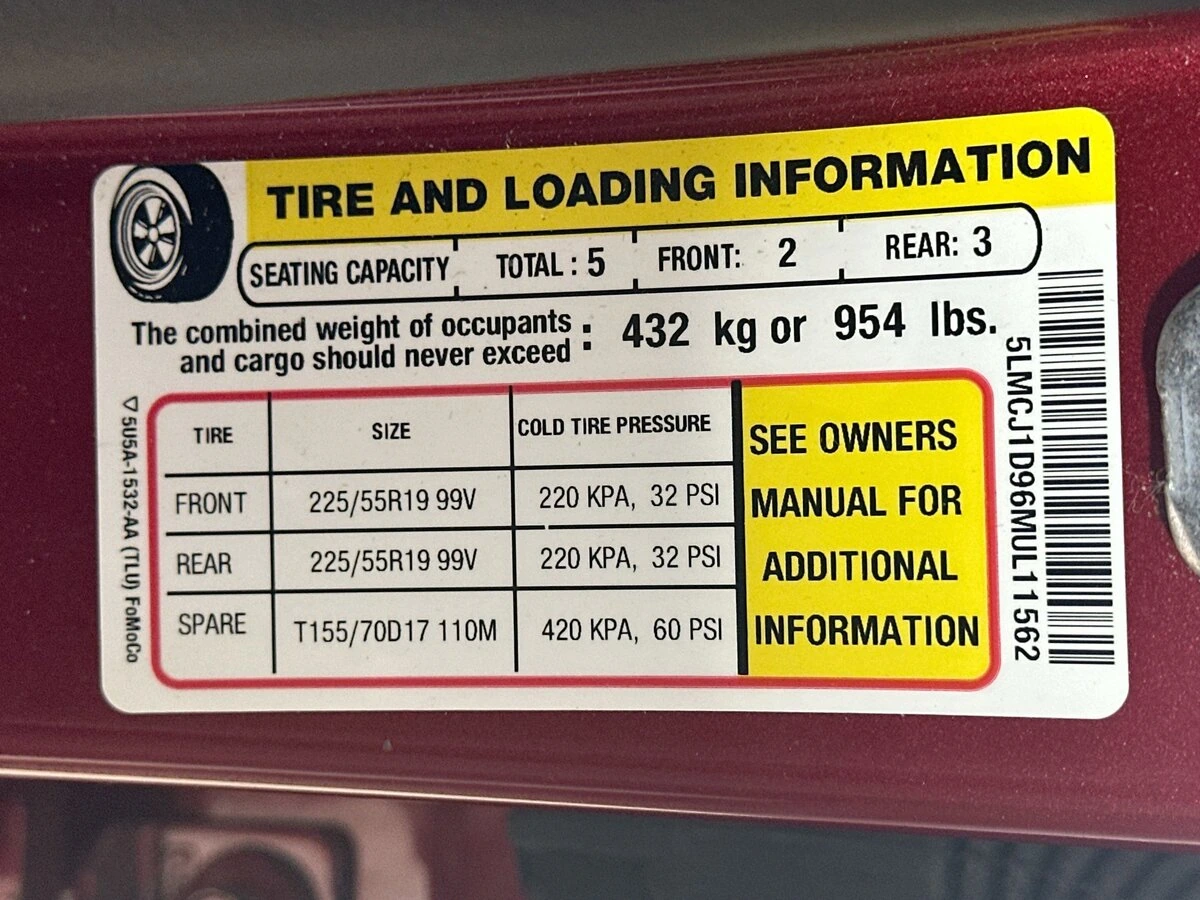 TIRE AND LOADING INFORMATION
SEATING CAPACITY TOTAL : 5 FRONT: 2 REAR: 3
The combined weight of occupants
and cargo should never exceed : 432 kg or 954 lbs.
TIRE SIZE COLD TIRE PRESSURE
FRONT 225/55R19 99V 220 KPA, 32 PSI
REAR 225/55R19 99V 220 KPA, 32 PSI
SPARE T155/70D17 110M 420 KPA, 60 PSI
SEE OWNERS
MANUAL FOR
ADDITIONAL
INFORMATION
5U5A-1532-AA (TLU) FoMoCo
5LMCJ1D96MUL11562